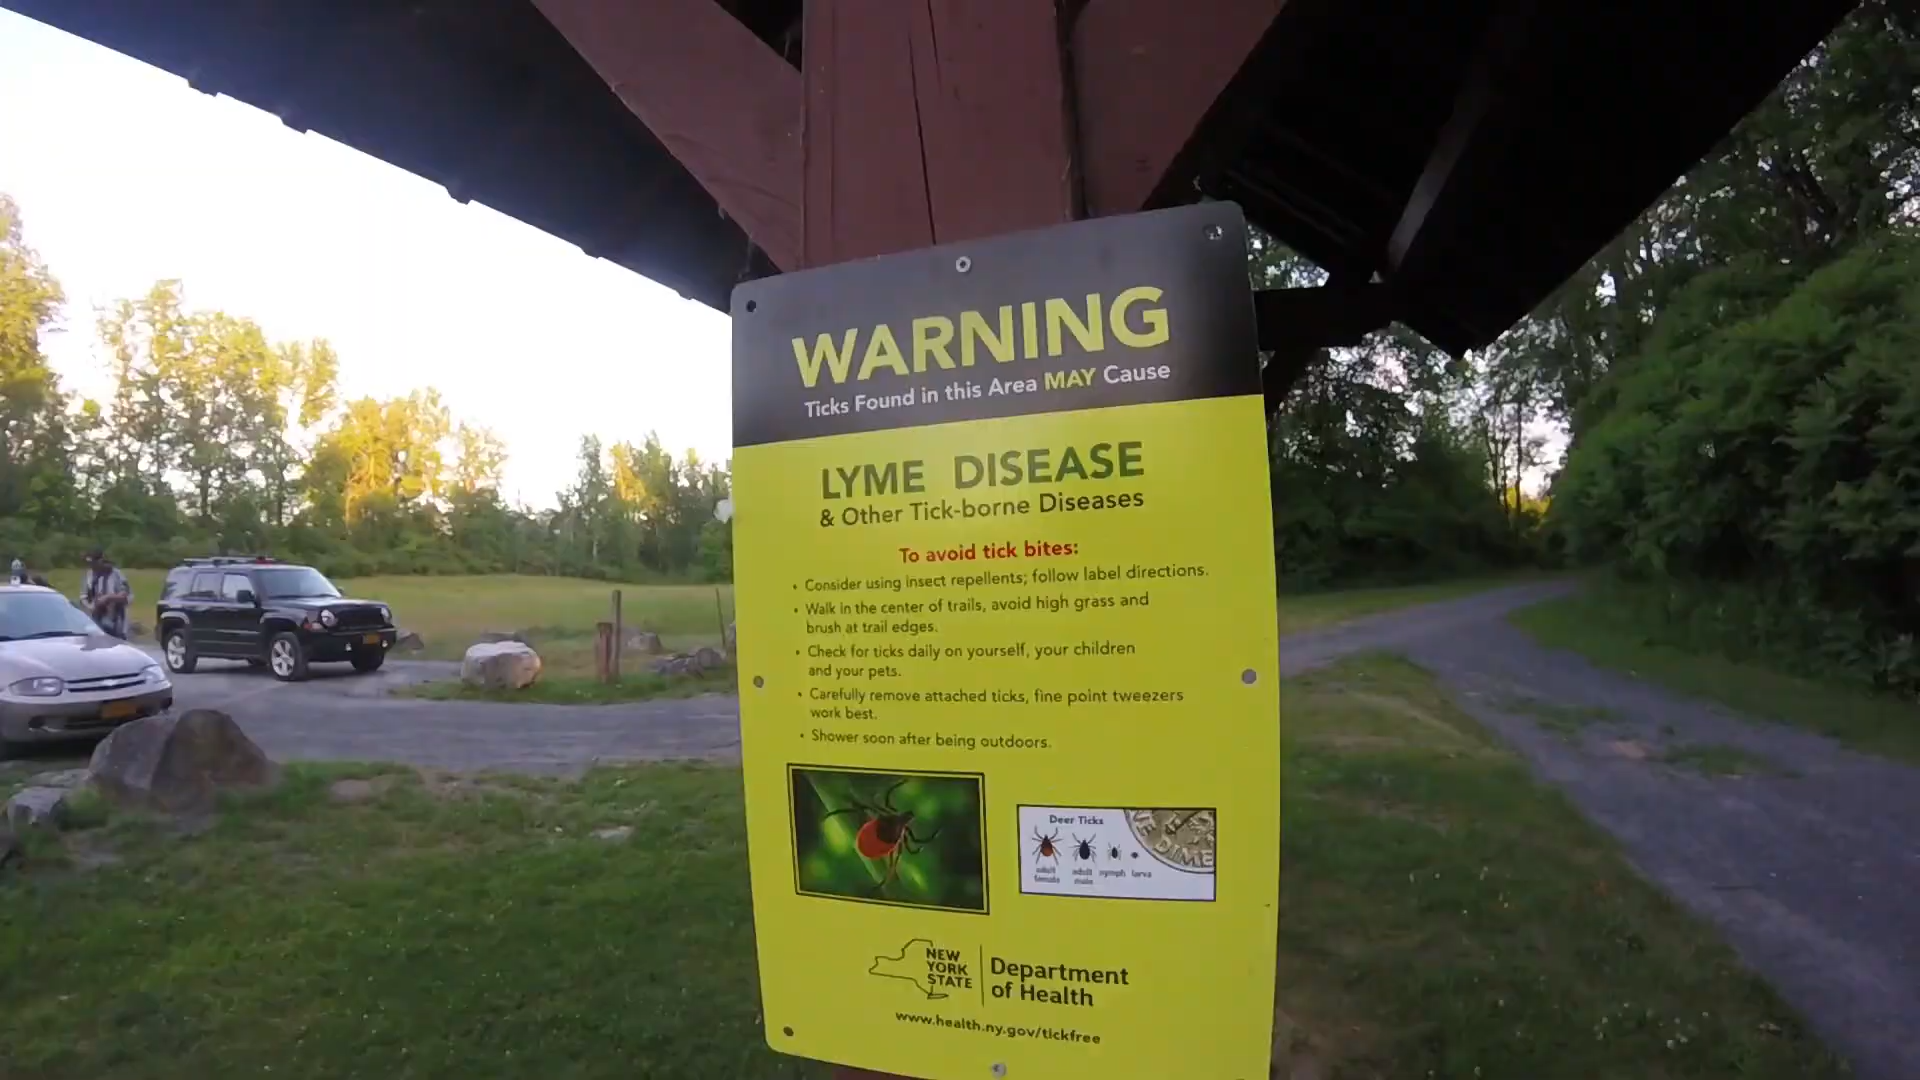 WARNING
Ticks Found in this Area MAY Cause
LYME DISEASE
& Other Tick-borne Diseases
To avoid tick bites:
• Consider using insect repellents; follow label directions.
• Walk in the center of trails, avoid high grass and
brush at trail edges.
• Check for ticks daily on yourself, your children
and your pets.
• Carefully remove attached ticks, fine point tweezers
work best.
• Shower soon after being outdoors.
Deer Ticks
adult
female
adult
male
nymph
larva
DIME
NEW
YORK
STATE
Department
of Health
www.health.ny.gov/tickfree